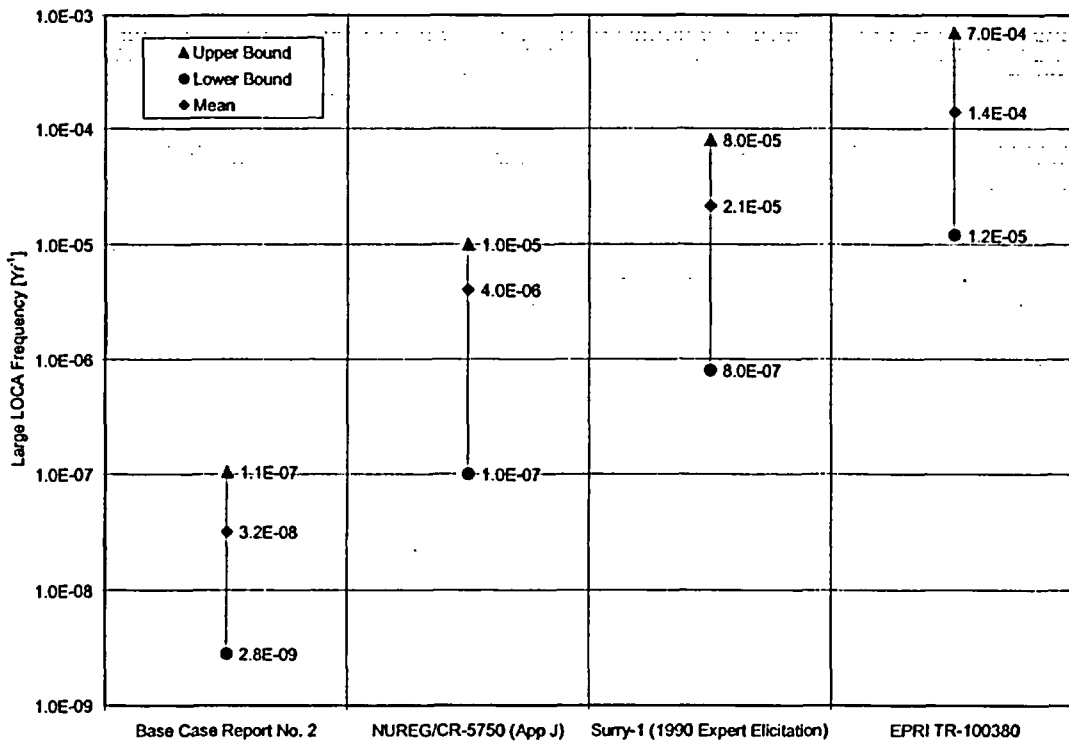 1.0E-03
1.0E-04
1.0E-05
1.0E-06
1.0E-07
1.0E-08
1.0E-09
Large LOCA Frequency [Yr⁻¹]
Upper Bound
Lower Bound
Mean
1.1E-07
3.2E-08
2.8E-09
1.0E-05
4.0E-06
1.0E-07
8.0E-05
2.1E-05
8.0E-07
7.0E-04
1.4E-04
1.2E-05
Base Case Report No. 2
NUREG/CR-5750 (App J)
Surry-1 (1990 Expert Elicitation)
EPRI TR-100380